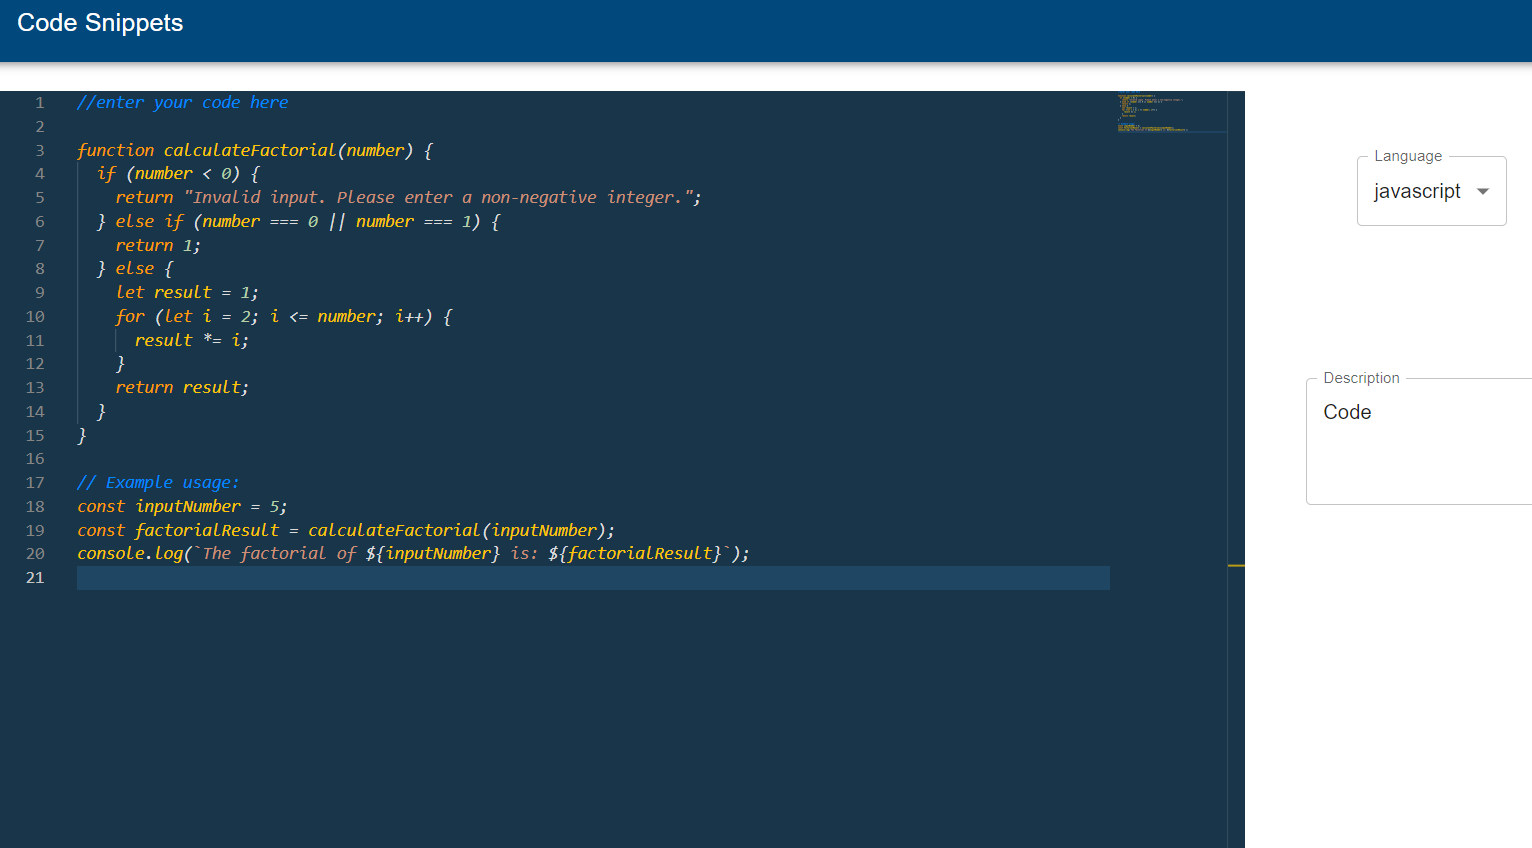 Code Snippets
1 //enter your code here
2
3 function calculateFactorial(number) {
4 if (number < 0) {
5 return "Invalid input. Please enter a non-negative integer.";
6 } else if (number === 0 || number === 1) {
7 return 1;
8 } else {
9 let result = 1;
10 for (let i = 2; i <= number; i++) {
11 result *= i;
12 }
13 return result;
14 }
15 }
16
17 // Example usage:
18 const inputNumber = 5;
19 const factorialResult = calculateFactorial(inputNumber);
20 console.log(`The factorial of ${inputNumber} is: ${factorialResult}`);
21
Language
javascript
Description
Code